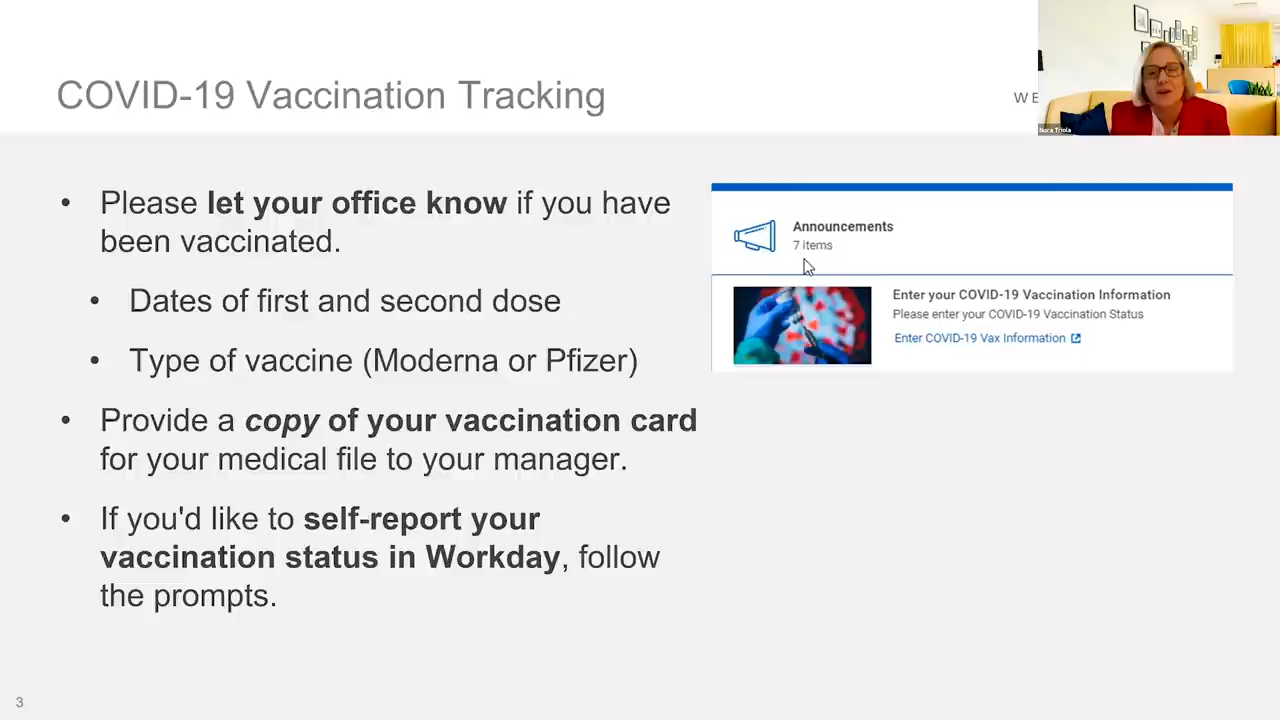 COVID-19 Vaccination Tracking
WE
Nora Triola
• Please let your office know if you have
been vaccinated.
• Dates of first and second dose
• Type of vaccine (Moderna or Pfizer)
• Provide a copy of your vaccination card
for your medical file to your manager.
• If you'd like to self-report your
vaccination status in Workday, follow
the prompts.
Announcements
7 items
Enter your COVID-19 Vaccination Information
Please enter your COVID-19 Vaccination Status
Enter COVID-19 Vax Information
3